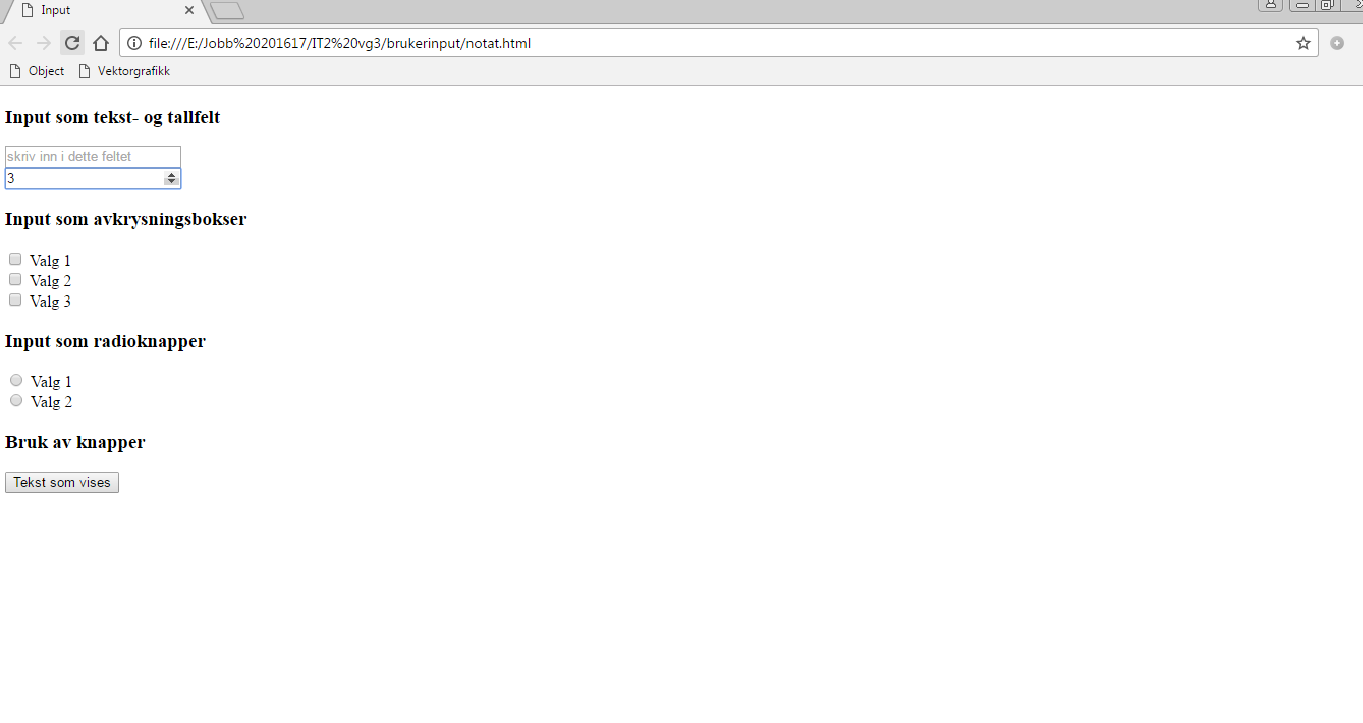 Input
file:///E:/Jobb%20201617/IT2%20vg3/brukerinput/notat.html
Object Vektorgrafikk
Input som tekst- og tallfelt
skriv inn i dette feltet
3
Input som avkrysningsbokser
Valg 1
Valg 2
Valg 3
Input som radioknapper
Valg 1
Valg 2
Bruk av knapper
Tekst som vises